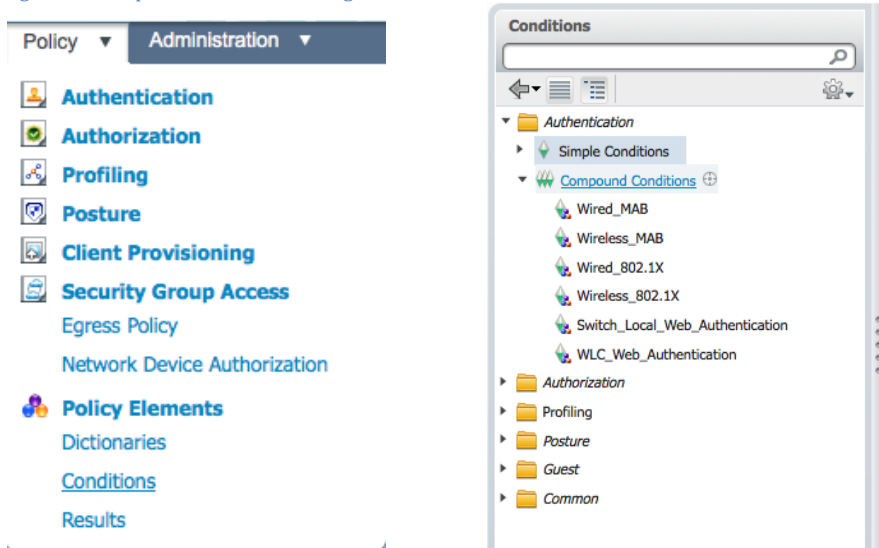 Policy ▼ Administration ▼
Authentication
Authorization
Profiling
Posture
Client Provisioning
Security Group Access
Egress Policy
Network Device Authorization
Policy Elements
Dictionaries
Conditions
Results
Conditions
Authentication
Simple Conditions
Compound Conditions
Wired_MAB
Wireless_MAB
Wired_802.1X
Wireless_802.1X
Switch_Local_Web_Authentication
WLC_Web_Authentication
Authorization
Profiling
Posture
Guest
Common